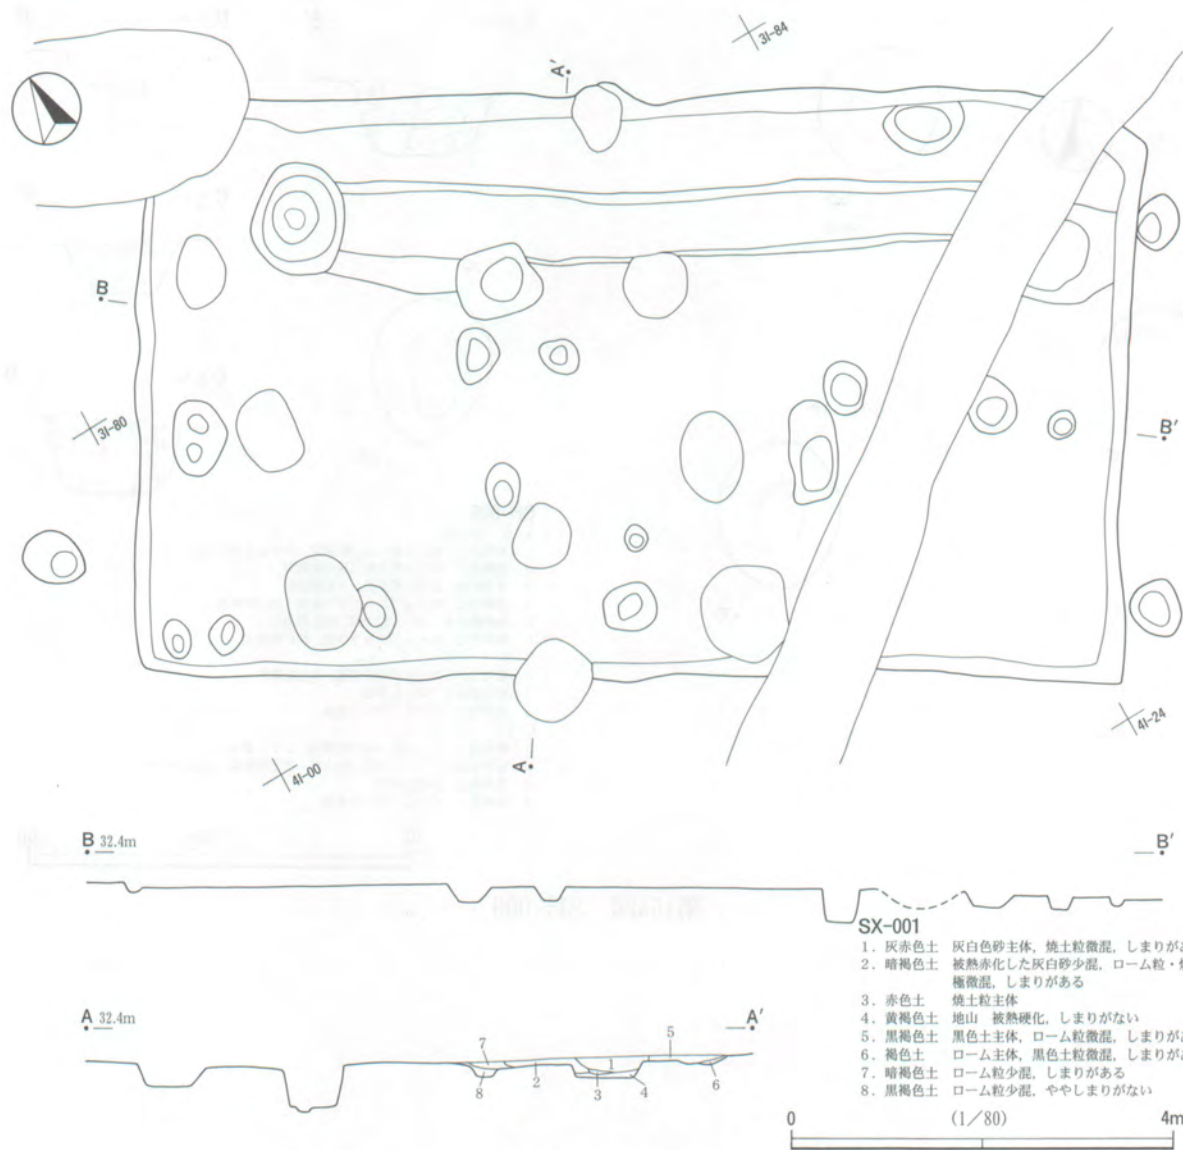 3I-84
A'
B
3I-80
B'
A
41-24
41-00
B 32.4m
B'
SX-001
1. 灰赤色土 灰白色砂主体,焼土粒微混,しまりがあ
2. 暗褐色土 被熱赤化した灰白砂少混,ローム粒・焼
極微混,しまりがある
3. 赤色土 焼土粒主体
4. 黄褐色土 地山 被熱硬化,しまりがない
5. 黒褐色土 黒色土主体,ローム粒微混,しまりがあ
6. 褐色土 ローム主体,黒色土粒微混,しまりがあ
7. 暗褐色土 ローム粒少混,しまりがある
8. 黒褐色土 ローム粒少混,ややしまりがない
A 32.4m
A'
7
5
1
8
2
3
4
6
0 (1/80) 4m